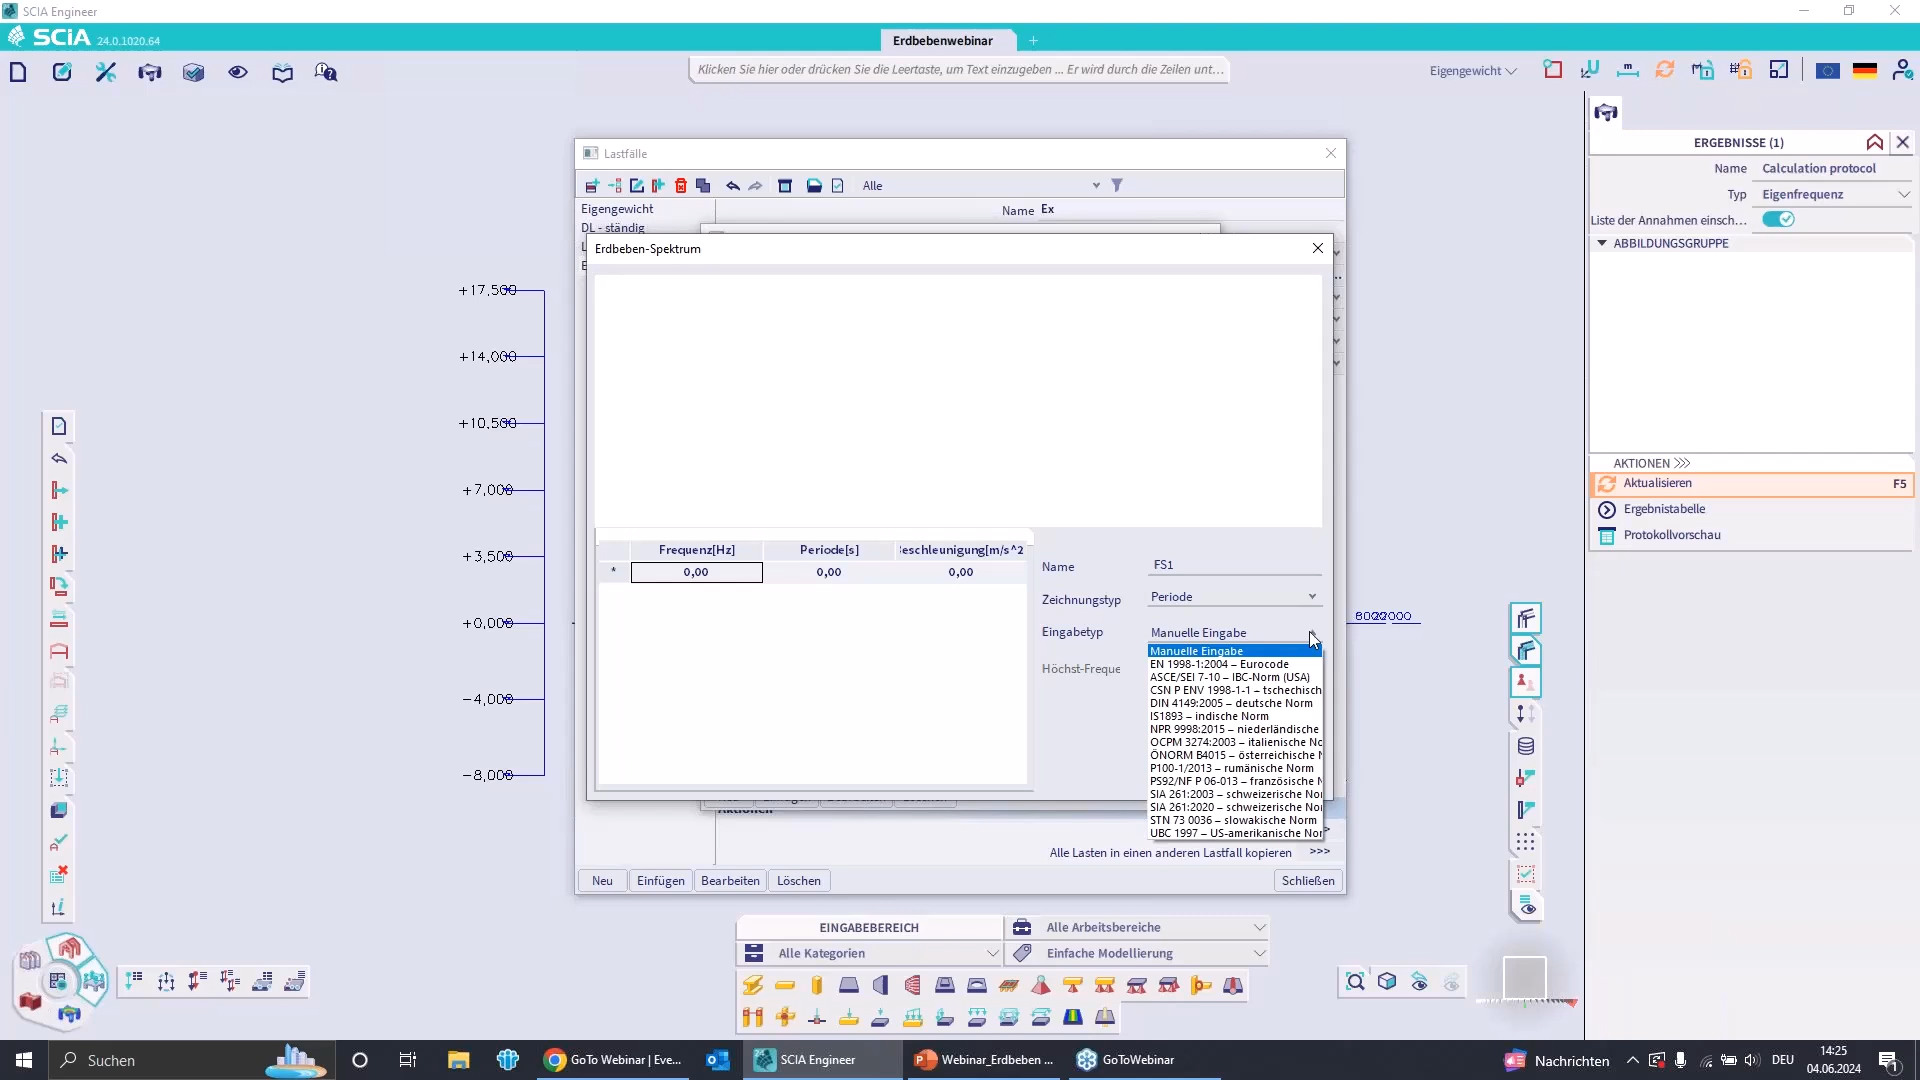 SCIA Engineer
SCIA 24.0.1020.64
Erdbebenwebinar
Klicken Sie hier oder drücken Sie die Leertaste, um Text einzugeben ... Er wird durch die Zeilen unt...
Eigengewicht
ERGEBNISSE (1)
Name Calculation protocol
Typ Eigenfrequenz
Liste der Annahmen einsch...
ABBILDUNGSGRUPPE
AKTIONEN >>>
Aktualisieren F5
Ergebnistabelle
Protokollvorschau
Lastfälle
Alle
Eigengewicht
DL - ständig
Name Ex
Erdbeben-Spektrum
+17,500
+14,000
+10,500
+7,000
+3,500
+0,000
-4,000
-8,000
Frequenz[Hz] Periode[s] eschleunigung[m/s^2
* 0,00 0,00 0,00
Name FS1
Zeichnungstyp Periode
Eingabetyp Manuelle Eingabe
Höchst-Freque
Manuelle Eingabe
EN 1998-1:2004 – Eurocode
ASCE/SEI 7-10 – IBC-Norm (USA)
CSN P ENV 1998-1-1 – tschechisch
DIN 4149:2005 – deutsche Norm
IS1893 – indische Norm
NPR 9998:2015 – niederländische
OCPM 3274:2003 – italienische No
ÖNORM B4015 – österreichische N
P100-1/2013 – rumänische Norm
PS92/NF P 06-013 – französische N
SIA 261:2003 – schweizerische Nor
SIA 261:2020 – schweizerische Nor
STN 73 0036 – slowakische Norm
UBC 1997 – US-amerikanische Nor
Aktionen
Alle Lasten in einen anderen Lastfall kopieren >>>
Neu Einfügen Bearbeiten Löschen Schließen
EINGABEBEREICH Alle Arbeitsbereiche
Alle Kategorien Einfache Modellierung
Suchen
GoTo Webinar | Eve...
SCIA Engineer
Webinar_Erdbeben ...
GoToWebinar
Nachrichten
DEU
14:25
04.06.2024
1